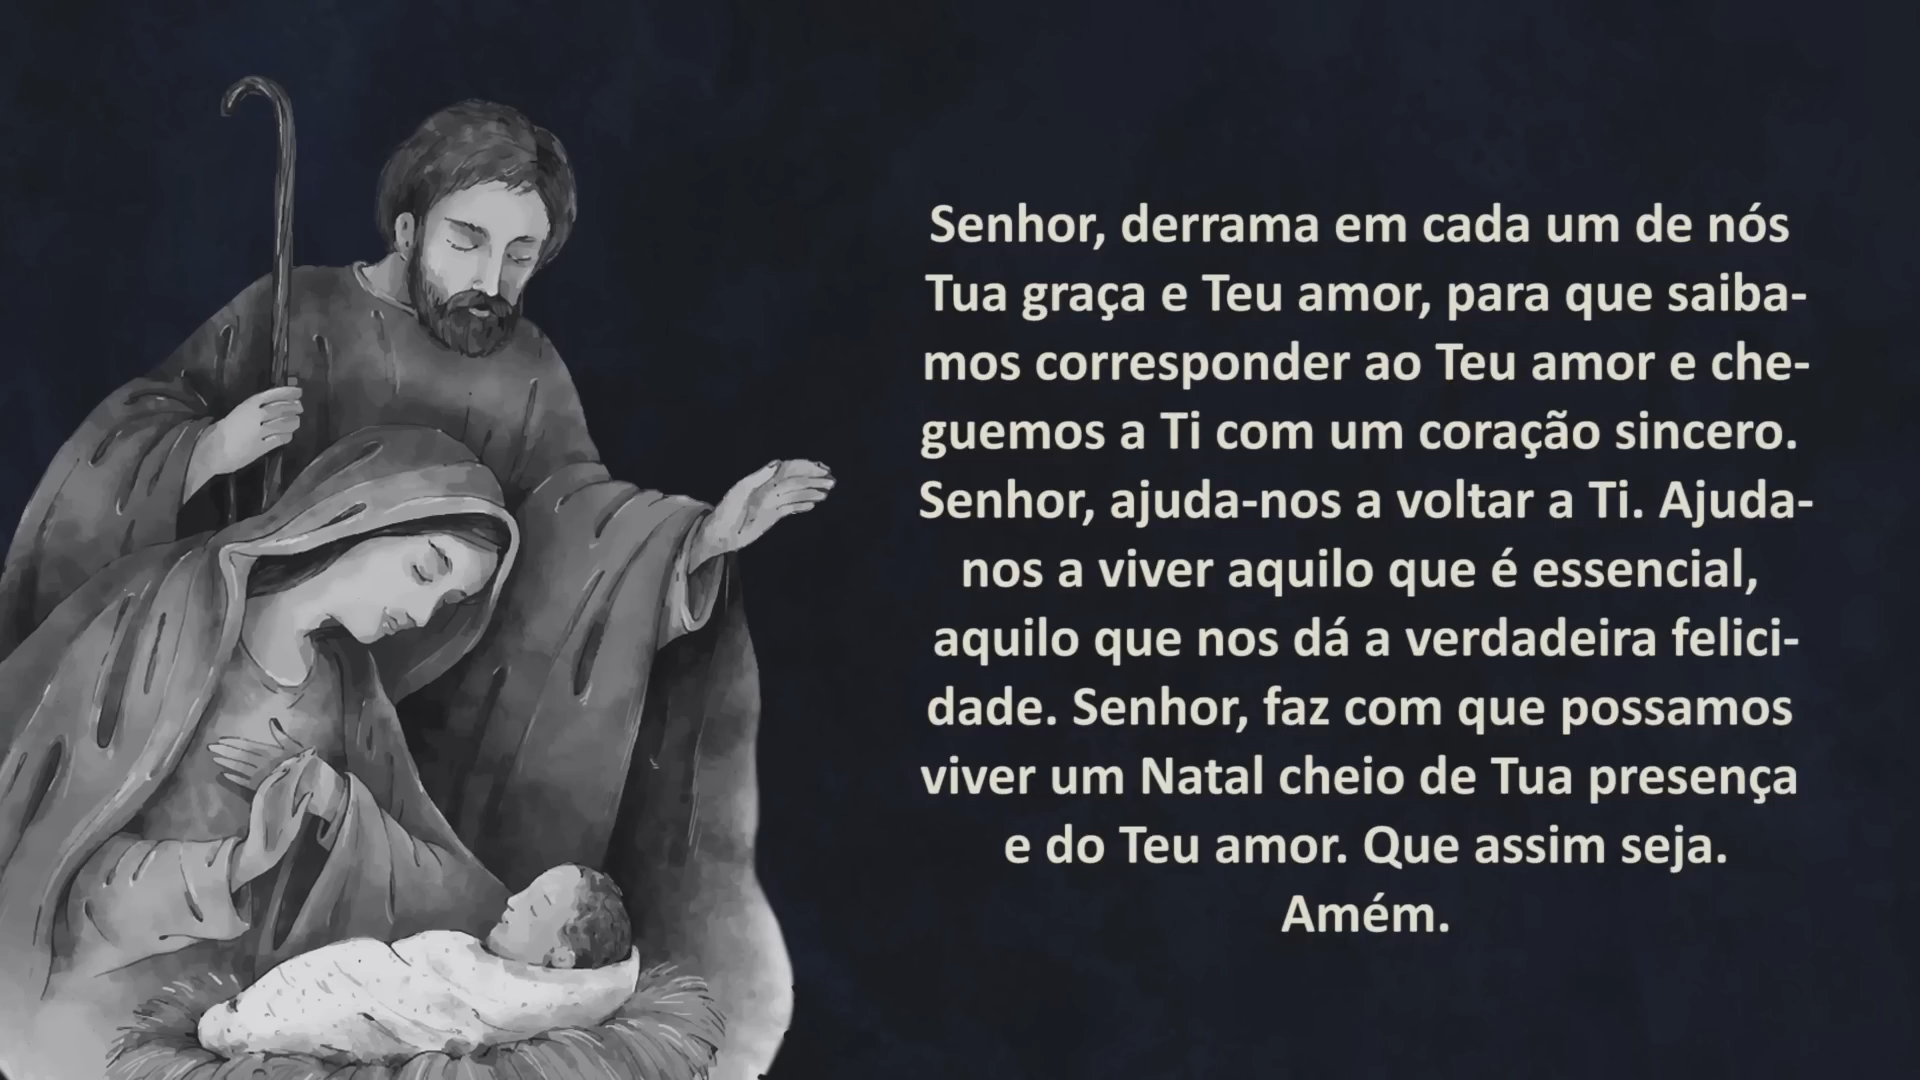 Senhor, derrama em cada um de nós
Tua graça e Teu amor, para que saiba-
mos corresponder ao Teu amor e che-
guemos a Ti com um coração sincero.
Senhor, ajuda-nos a voltar a Ti. Ajuda-
nos a viver aquilo que é essencial,
aquilo que nos dá a verdadeira felici-
dade. Senhor, faz com que possamos
viver um Natal cheio de Tua presença
e do Teu amor. Que assim seja.
Amém.